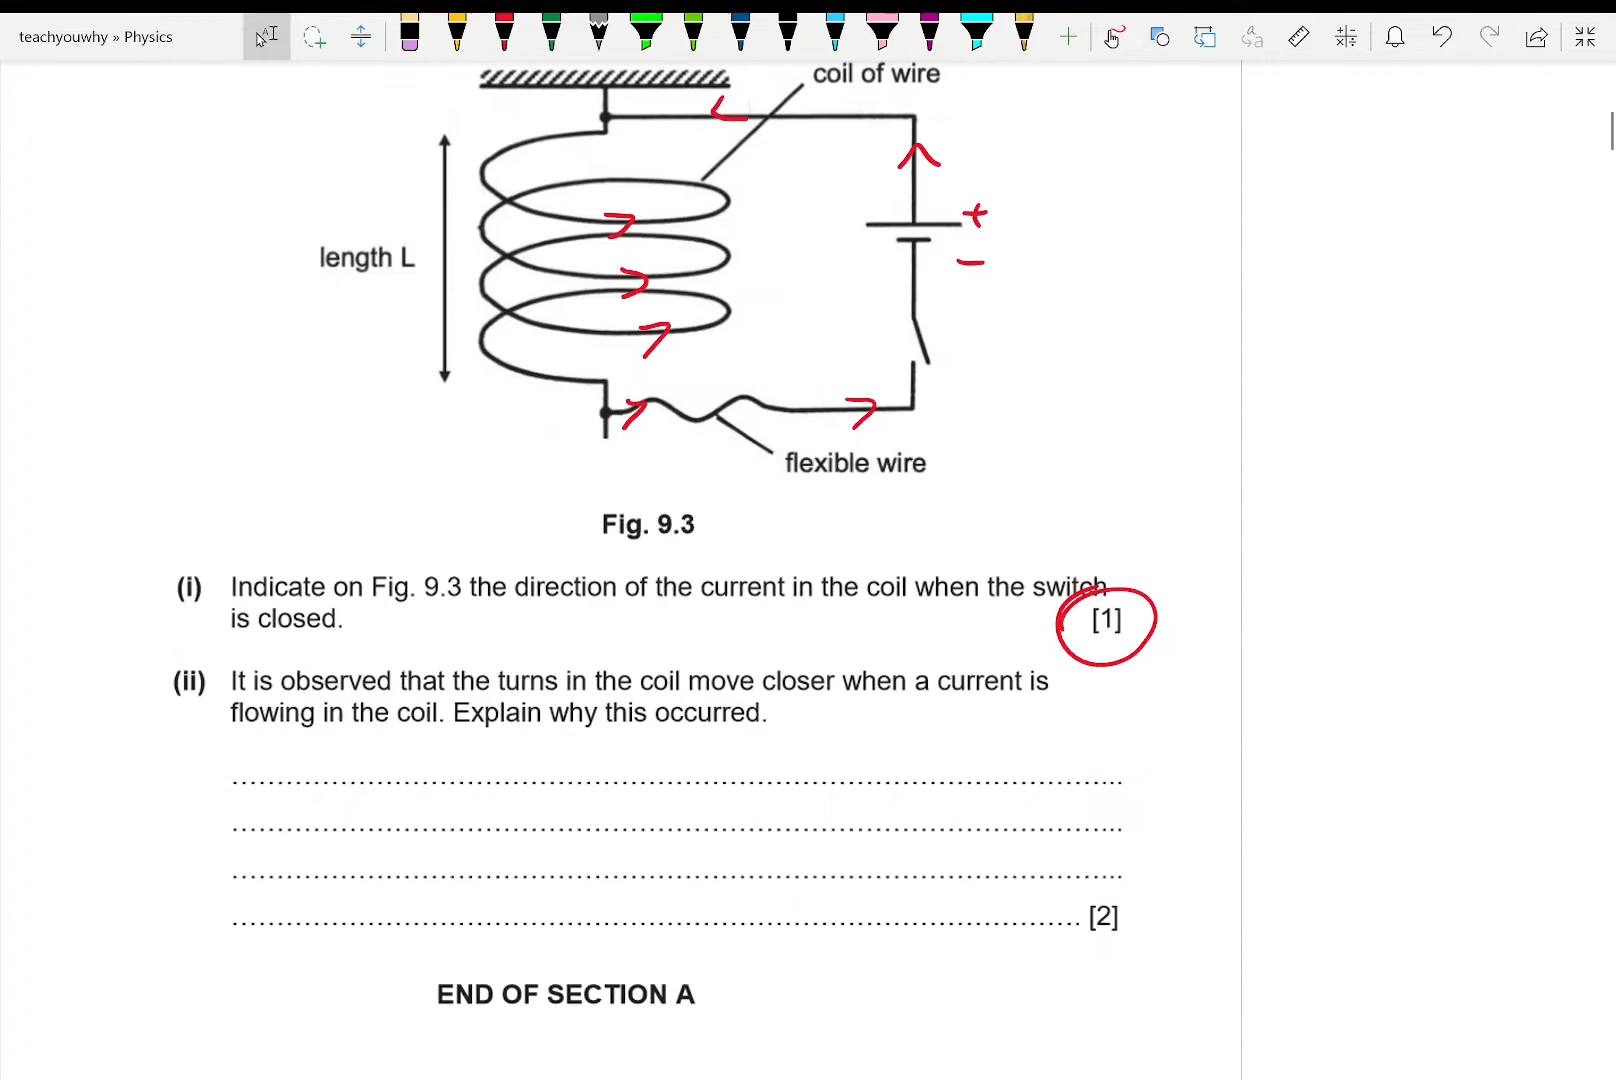 teachyouwhy » Physics
coil of wire
+
−
length L
flexible wire
Fig. 9.3
(i) Indicate on Fig. 9.3 the direction of the current in the coil when the switch
is closed. [1]
(ii) It is observed that the turns in the coil move closer when a current is
flowing in the coil. Explain why this occurred.
[2]
END OF SECTION A